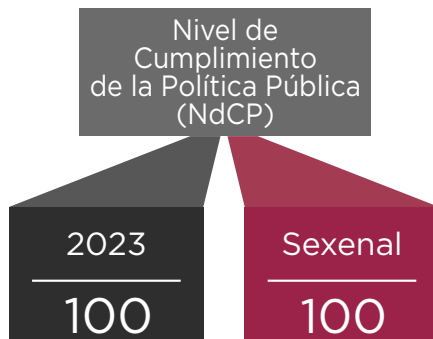 Nivel de
Cumplimiento
de la Política Pública
(NdCP)
2023
100
Sexenal
100